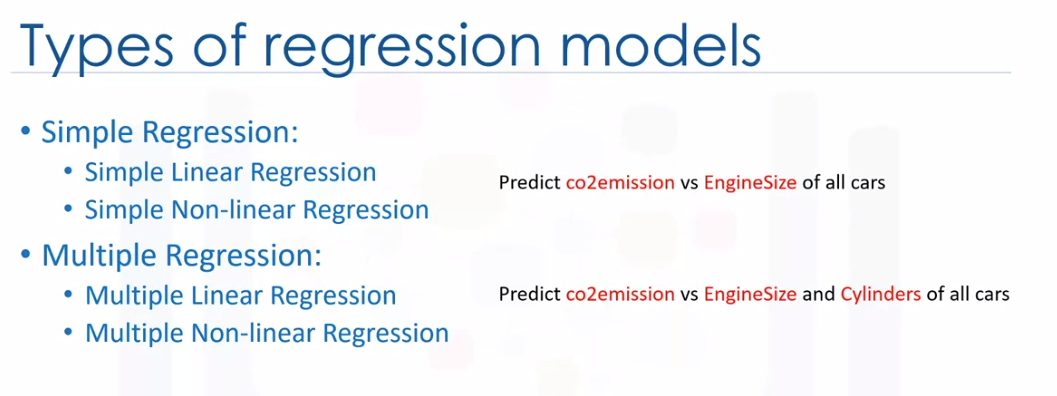 Types of regression models
• Simple Regression:
• Simple Linear Regression
• Simple Non-linear Regression
Predict co2emission vs EngineSize of all cars
• Multiple Regression:
• Multiple Linear Regression
• Multiple Non-linear Regression
Predict co2emission vs EngineSize and Cylinders of all cars